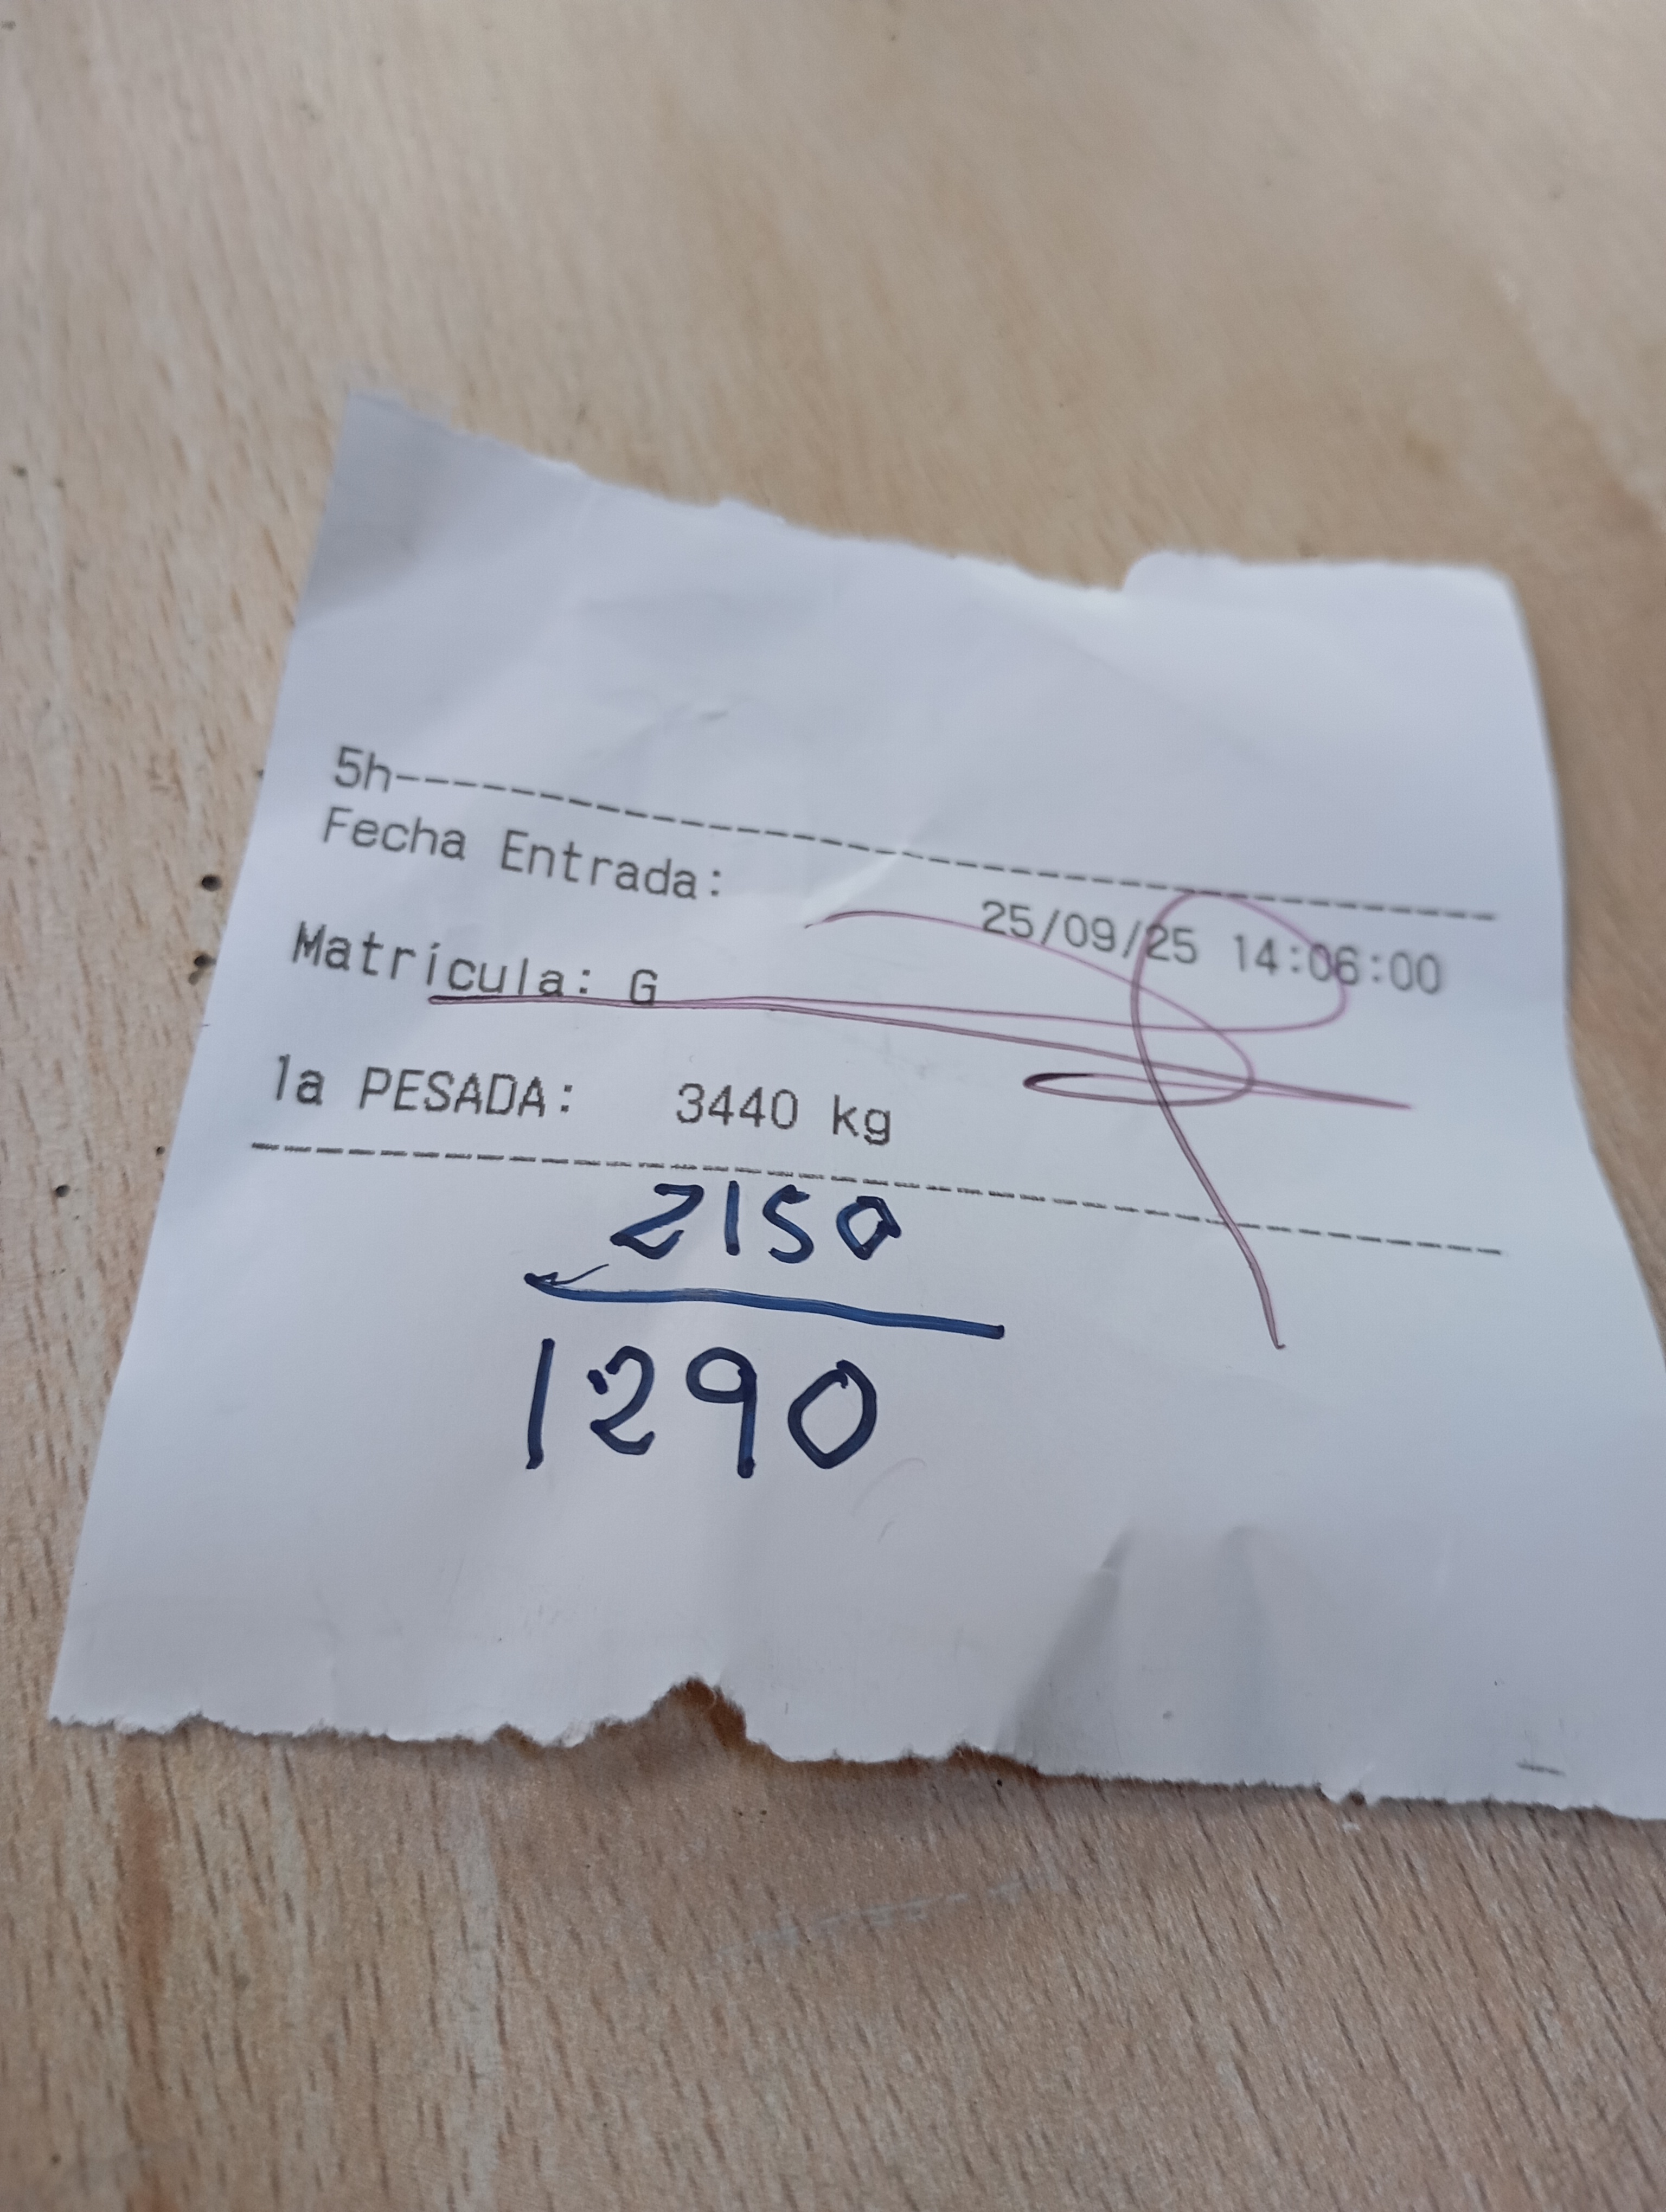 5h--------------------------------------
Fecha Entrada: 25/09/25 14:06:00
Matrícula: G
1a PESADA: 3440 kg
----------------------------------------
2150
1290